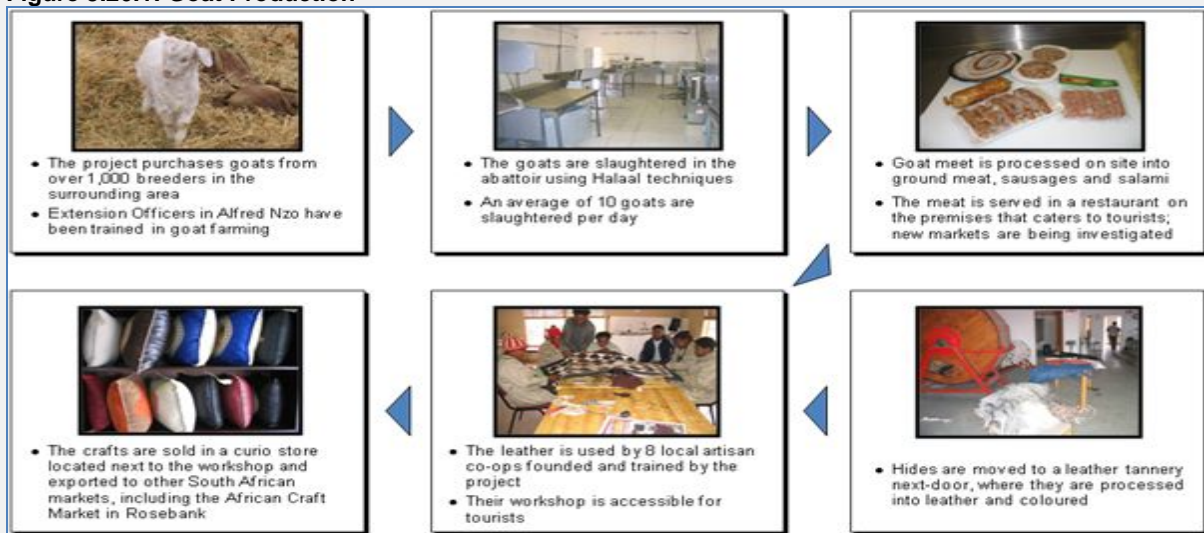 • The project purchases goats from
over 1,000 breeders in the
surrounding area
• Extension Officers in Alfred Nzo have
been trained in goat farming
• The goats are slaughtered in the
abattoir using Halaal techniques
• An average of 10 goats are
slaughtered per day
• Goat meet is processed on site into
ground meat, sausages and salami
• The meat is served in a restaurant on
the premises that caters to tourists;
new markets are being investigated
• Hides are moved to a leather tannery
next-door, where they are processed
into leather and coloured
• The leather is used by 8 local artisan
co-ops founded and trained by the
project
• Their workshop is accessible for
tourists
• The crafts are sold in a curio store
located next to the workshop and
exported to other South African
markets, including the African Craft
Market in Rosebank